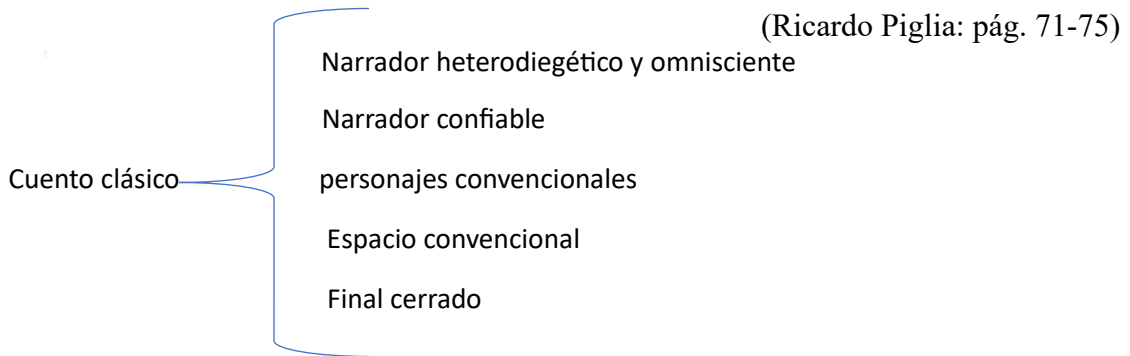 (Ricardo Piglia: pág. 71-75)
Narrador heterodiegético y omnisciente
Narrador confiable
Cuento clásico personajes convencionales
Espacio convencional
Final cerrado